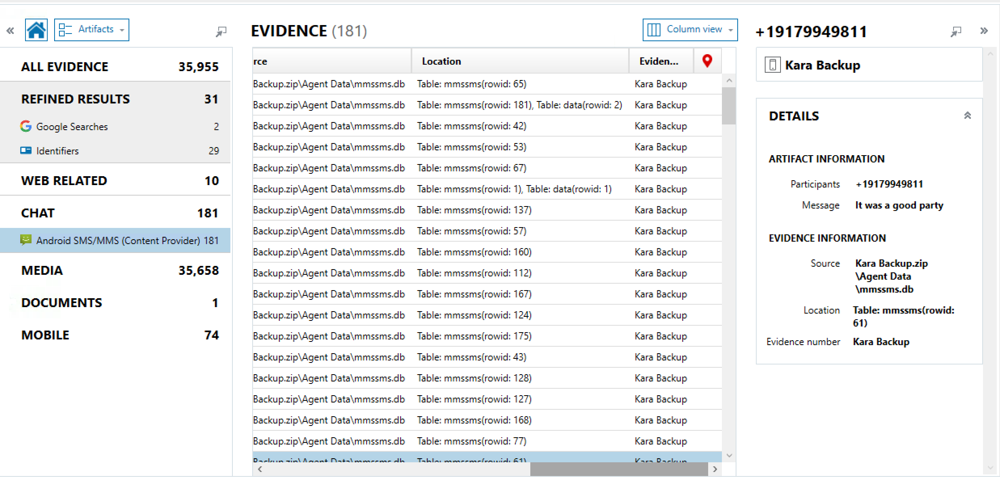 Artifacts
ALL EVIDENCE 35,955
REFINED RESULTS 31
Google Searches 2
Identifiers 29
WEB RELATED 10
CHAT 181
Android SMS/MMS (Content Provider) 181
MEDIA 35,658
DOCUMENTS 1
MOBILE 74
EVIDENCE (181)
Column view
rce Location Eviden...
Backup.zip\Agent Data\mmssms.db Table: mmssms(rowid: 65) Kara Backup
Backup.zip\Agent Data\mmssms.db Table: mmssms(rowid: 181), Table: data(rowid: 2) Kara Backup
Backup.zip\Agent Data\mmssms.db Table: mmssms(rowid: 42) Kara Backup
Backup.zip\Agent Data\mmssms.db Table: mmssms(rowid: 53) Kara Backup
Backup.zip\Agent Data\mmssms.db Table: mmssms(rowid: 67) Kara Backup
Backup.zip\Agent Data\mmssms.db Table: mmssms(rowid: 1), Table: data(rowid: 1) Kara Backup
Backup.zip\Agent Data\mmssms.db Table: mmssms(rowid: 137) Kara Backup
Backup.zip\Agent Data\mmssms.db Table: mmssms(rowid: 57) Kara Backup
Backup.zip\Agent Data\mmssms.db Table: mmssms(rowid: 160) Kara Backup
Backup.zip\Agent Data\mmssms.db Table: mmssms(rowid: 112) Kara Backup
Backup.zip\Agent Data\mmssms.db Table: mmssms(rowid: 167) Kara Backup
Backup.zip\Agent Data\mmssms.db Table: mmssms(rowid: 124) Kara Backup
Backup.zip\Agent Data\mmssms.db Table: mmssms(rowid: 175) Kara Backup
Backup.zip\Agent Data\mmssms.db Table: mmssms(rowid: 43) Kara Backup
Backup.zip\Agent Data\mmssms.db Table: mmssms(rowid: 128) Kara Backup
Backup.zip\Agent Data\mmssms.db Table: mmssms(rowid: 127) Kara Backup
Backup.zip\Agent Data\mmssms.db Table: mmssms(rowid: 168) Kara Backup
Backup.zip\Agent Data\mmssms.db Table: mmssms(rowid: 77) Kara Backup
Backup.zip\Agent Data\mmssms.db Table: mmssms(rowid: 61) Kara Backup
+19179949811
Kara Backup
DETAILS
ARTIFACT INFORMATION
Participants +19179949811
Message It was a good party
EVIDENCE INFORMATION
Source Kara Backup.zip
\Agent Data
\mmssms.db
Location Table: mmssms(rowid:
61)
Evidence number Kara Backup